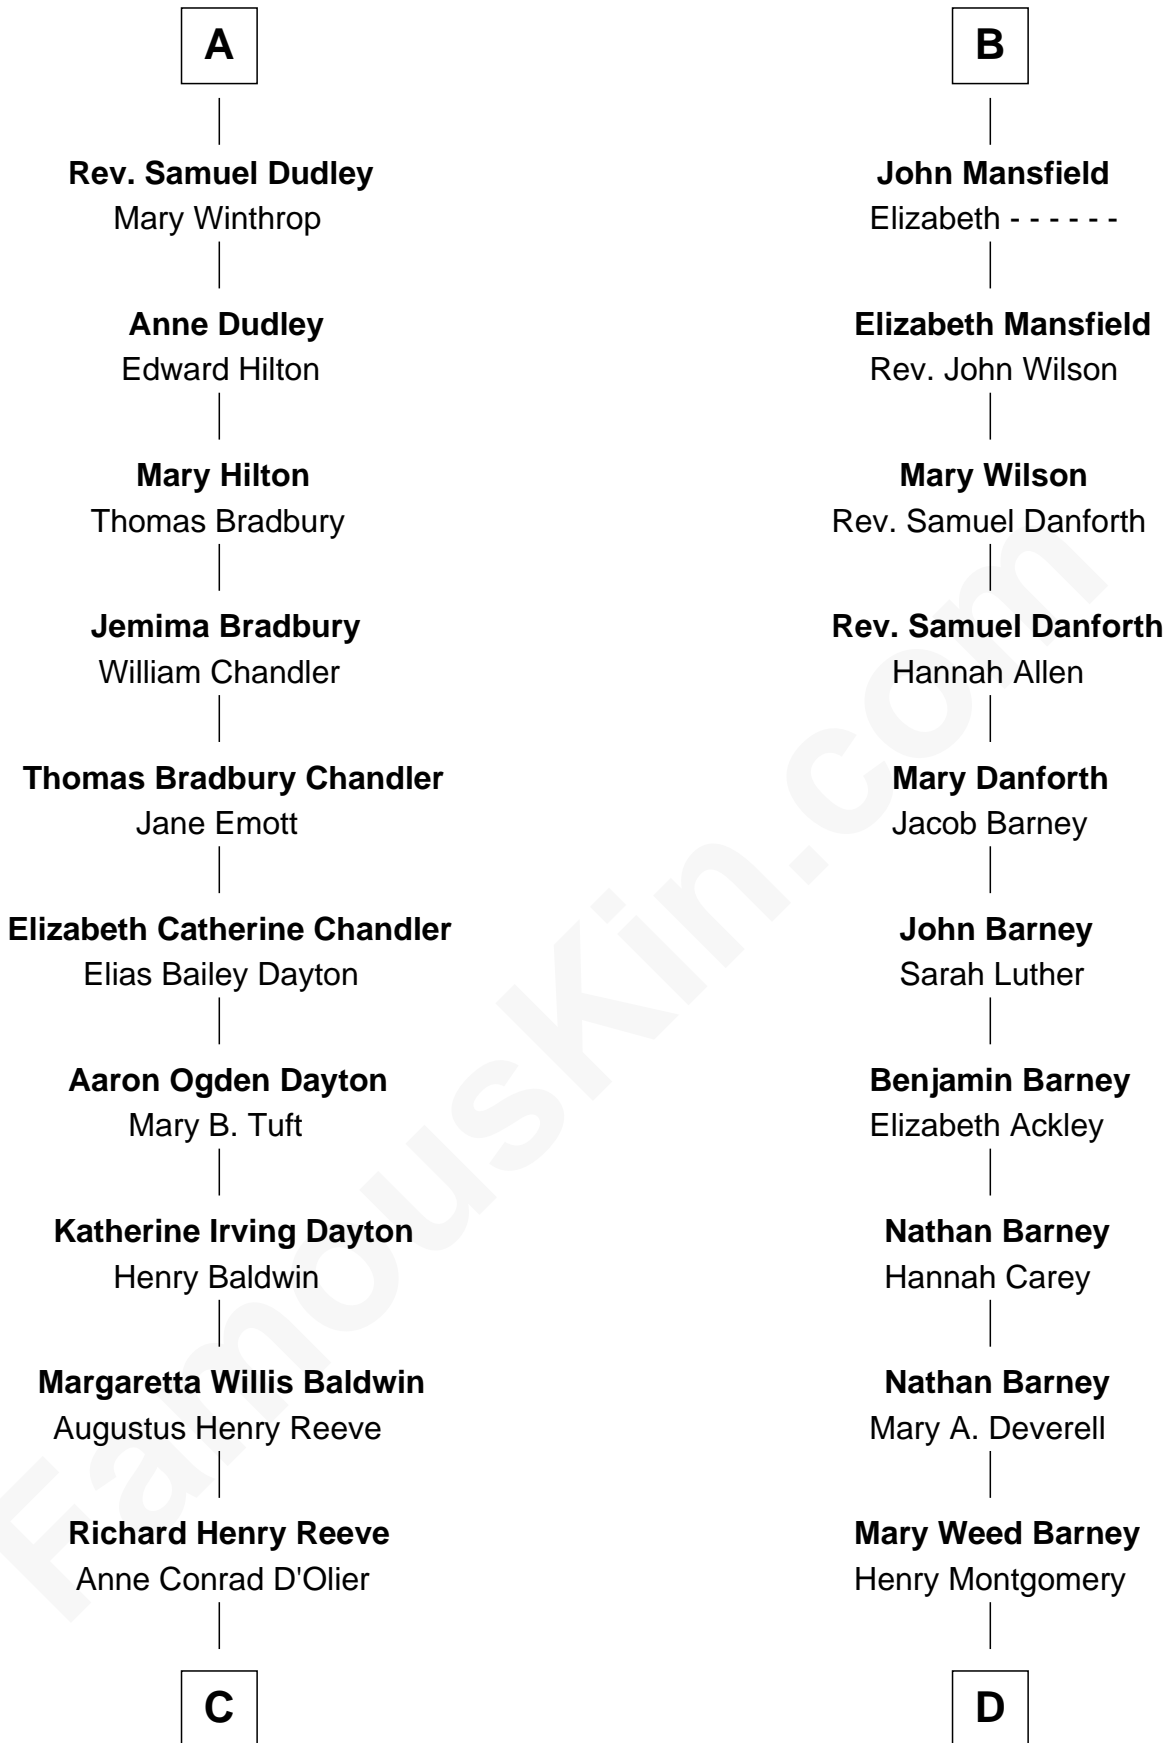 A
Rev. Samuel Dudley
Mary Winthrop
Anne Dudley
Edward Hilton
Mary Hilton
Thomas Bradbury
Jemima Bradbury
William Chandler
Thomas Bradbury Chandler
Jane Emott
Elizabeth Catherine Chandler
Elias Bailey Dayton
Aaron Ogden Dayton
Mary B. Tuft
Katherine Irving Dayton
Henry Baldwin
Margaretta Willis Baldwin
Augustus Henry Reeve
Richard Henry Reeve
Anne Conrad D'Olier
C
B
John Mansfield
Elizabeth - - - - - -
Elizabeth Mansfield
Rev. John Wilson
Mary Wilson
Rev. Samuel Danforth
Rev. Samuel Danforth
Hannah Allen
Mary Danforth
Jacob Barney
John Barney
Sarah Luther
Benjamin Barney
Elizabeth Ackley
Nathan Barney
Hannah Carey
Nathan Barney
Mary A. Deverell
Mary Weed Barney
Henry Montgomery
D
FamousKin.com